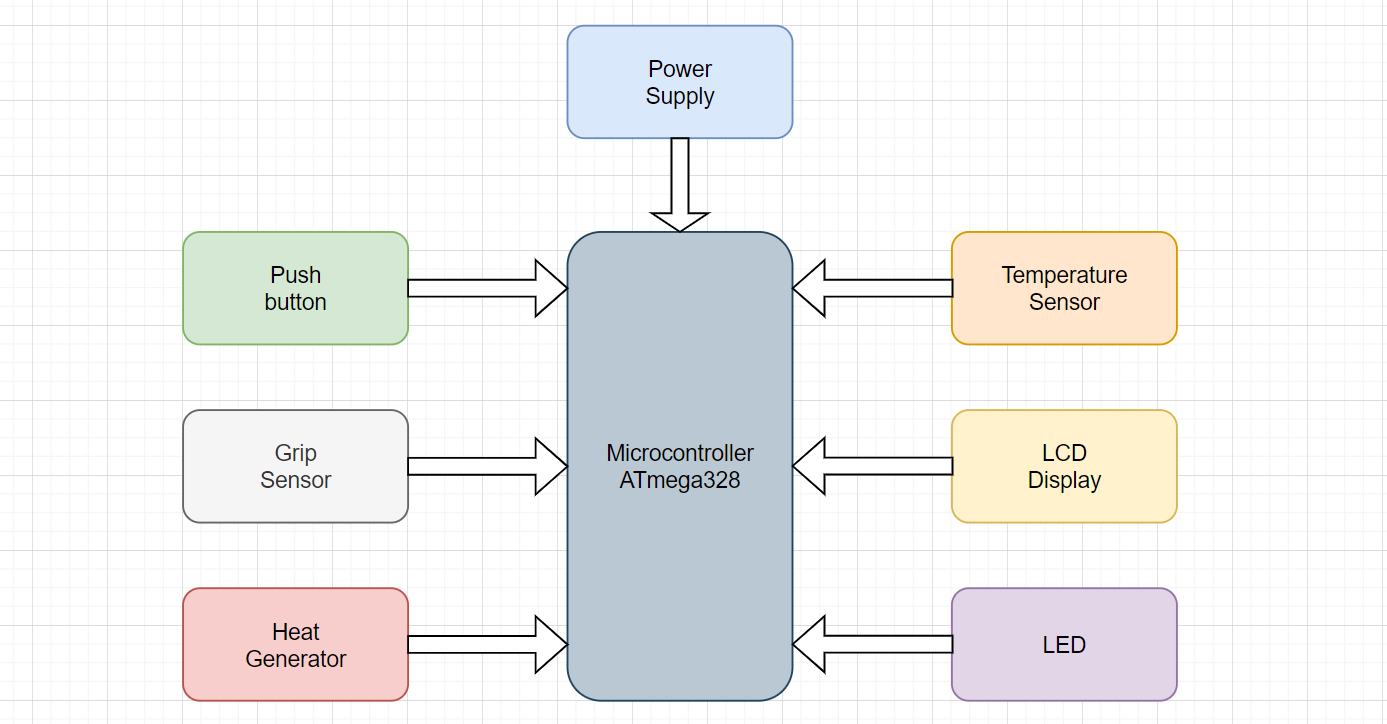 Power
Supply
Push
button
Temperature
Sensor
Grip
Sensor
Microcontroller
ATmega328
LCD
Display
Heat
Generator
LED